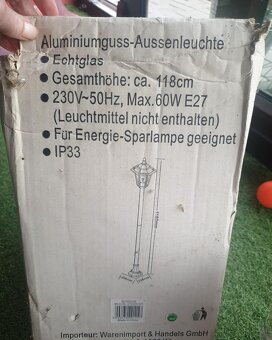 Aluminiumguss-Aussenleuchte
• Echtglas
• Gesamthöhe: ca. 118cm
• 230V~50Hz, Max.60W E27
(Leuchtmittel nicht enthalten)
• Für Energie-Sparlampe geeignet
• IP33
Importeur: Warenimport & Handels GmbH